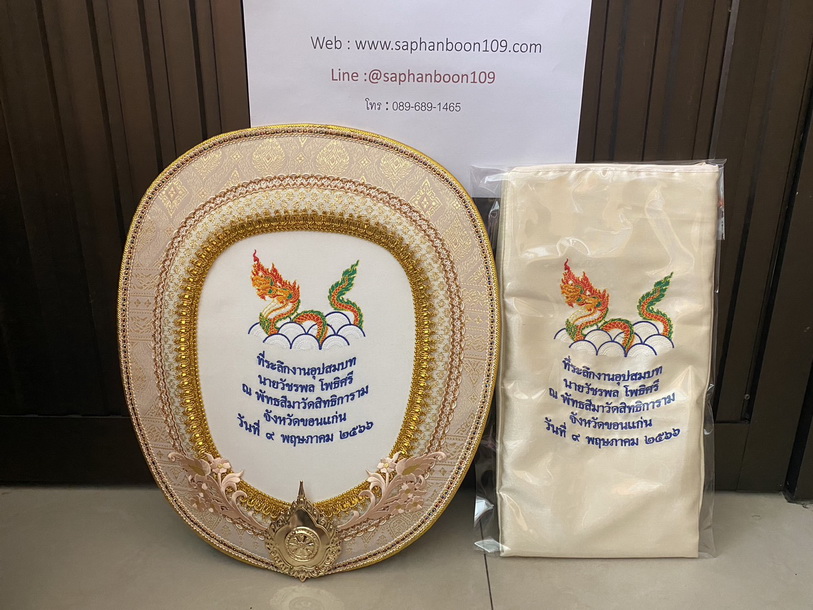 Web : www.saphanboon109.com
Line :@saphanboon109
โทร : 089-689-1465
ที่ระลึกงานอุปสมบท
นายวัชรพล โพธิศรี
ณ พัทธสีมาวัดสิทธิการาม
จังหวัดขอนแก่น
วันที่ ๙ พฤษภาคม ๒๕๖๖
ที่ระลึกงานอุปสมบท
นายวัชรพล โพธิศรี
ณ พัทธสีมาวัดสิทธิการาม
จังหวัดขอนแก่น
วันที่ ๙ พฤษภาคม ๒๕๖๖